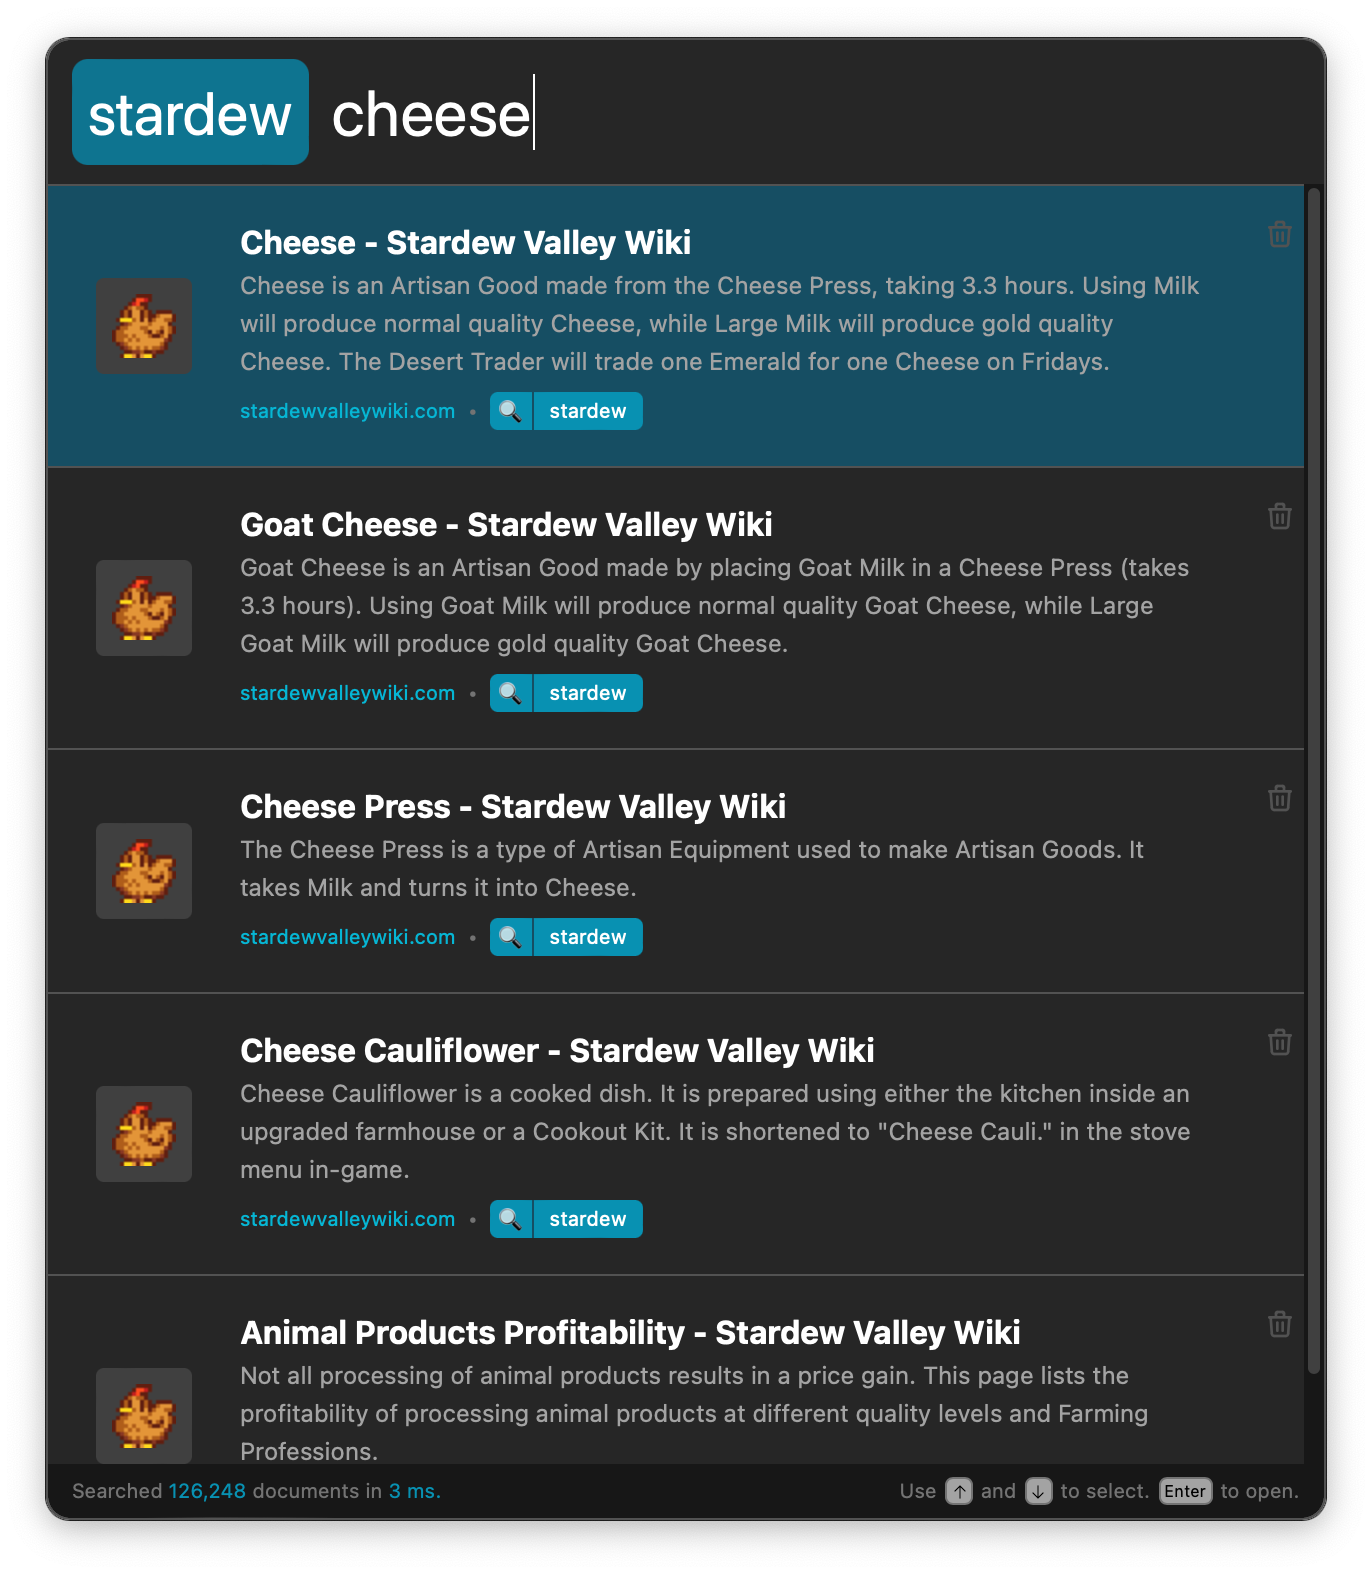 stardew cheese
Cheese - Stardew Valley Wiki
Cheese is an Artisan Good made from the Cheese Press, taking 3.3 hours. Using Milk
will produce normal quality Cheese, while Large Milk will produce gold quality
Cheese. The Desert Trader will trade one Emerald for one Cheese on Fridays.
stardewvalleywiki.com • stardew
Goat Cheese - Stardew Valley Wiki
Goat Cheese is an Artisan Good made by placing Goat Milk in a Cheese Press (takes
3.3 hours). Using Goat Milk will produce normal quality Goat Cheese, while Large
Goat Milk will produce gold quality Goat Cheese.
stardewvalleywiki.com • stardew
Cheese Press - Stardew Valley Wiki
The Cheese Press is a type of Artisan Equipment used to make Artisan Goods. It
takes Milk and turns it into Cheese.
stardewvalleywiki.com • stardew
Cheese Cauliflower - Stardew Valley Wiki
Cheese Cauliflower is a cooked dish. It is prepared using either the kitchen inside an
upgraded farmhouse or a Cookout Kit. It is shortened to "Cheese Cauli." in the stove
menu in-game.
stardewvalleywiki.com • stardew
Animal Products Profitability - Stardew Valley Wiki
Not all processing of animal products results in a price gain. This page lists the
profitability of processing animal products at different quality levels and Farming
Professions.
Searched 126,248 documents in 3 ms. Use ↑ and ↓ to select. Enter to open.